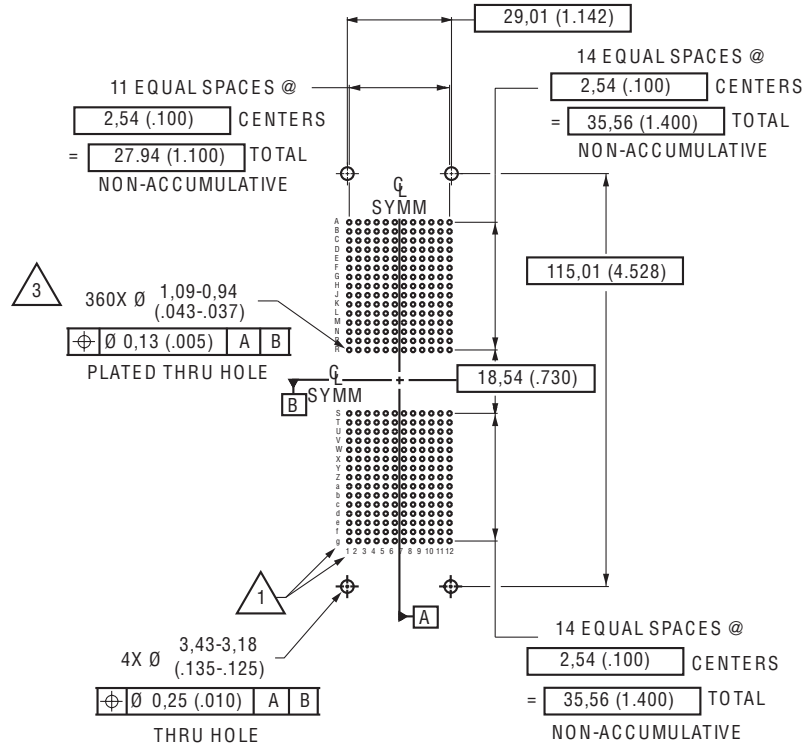 29,01 (1.142)
11 EQUAL SPACES @
2,54 (.100) CENTERS
= 27.94 (1.100) TOTAL
NON-ACCUMULATIVE
14 EQUAL SPACES @
2,54 (.100) CENTERS
= 35,56 (1.400) TOTAL
NON-ACCUMULATIVE
CL
SYMM
A
B
C
D
E
F
G
H
J
K
L
M
N
R
115,01 (4.528)
3
360X Ø 1,09-0,94
(.043-.037)
⌖ Ø 0,13 (.005) A B
PLATED THRU HOLE
CL
SYMM
B
18,54 (.730)
S
T
U
V
W
X
Y
Z
a
b
c
d
e
f
g
1 2 3 4 5 6 7 8 9 10 11 12
1
A
4X Ø 3,43-3,18
(.135-.125)
⌖ Ø 0,25 (.010) A B
THRU HOLE
14 EQUAL SPACES @
2,54 (.100) CENTERS
= 35,56 (1.400) TOTAL
NON-ACCUMULATIVE